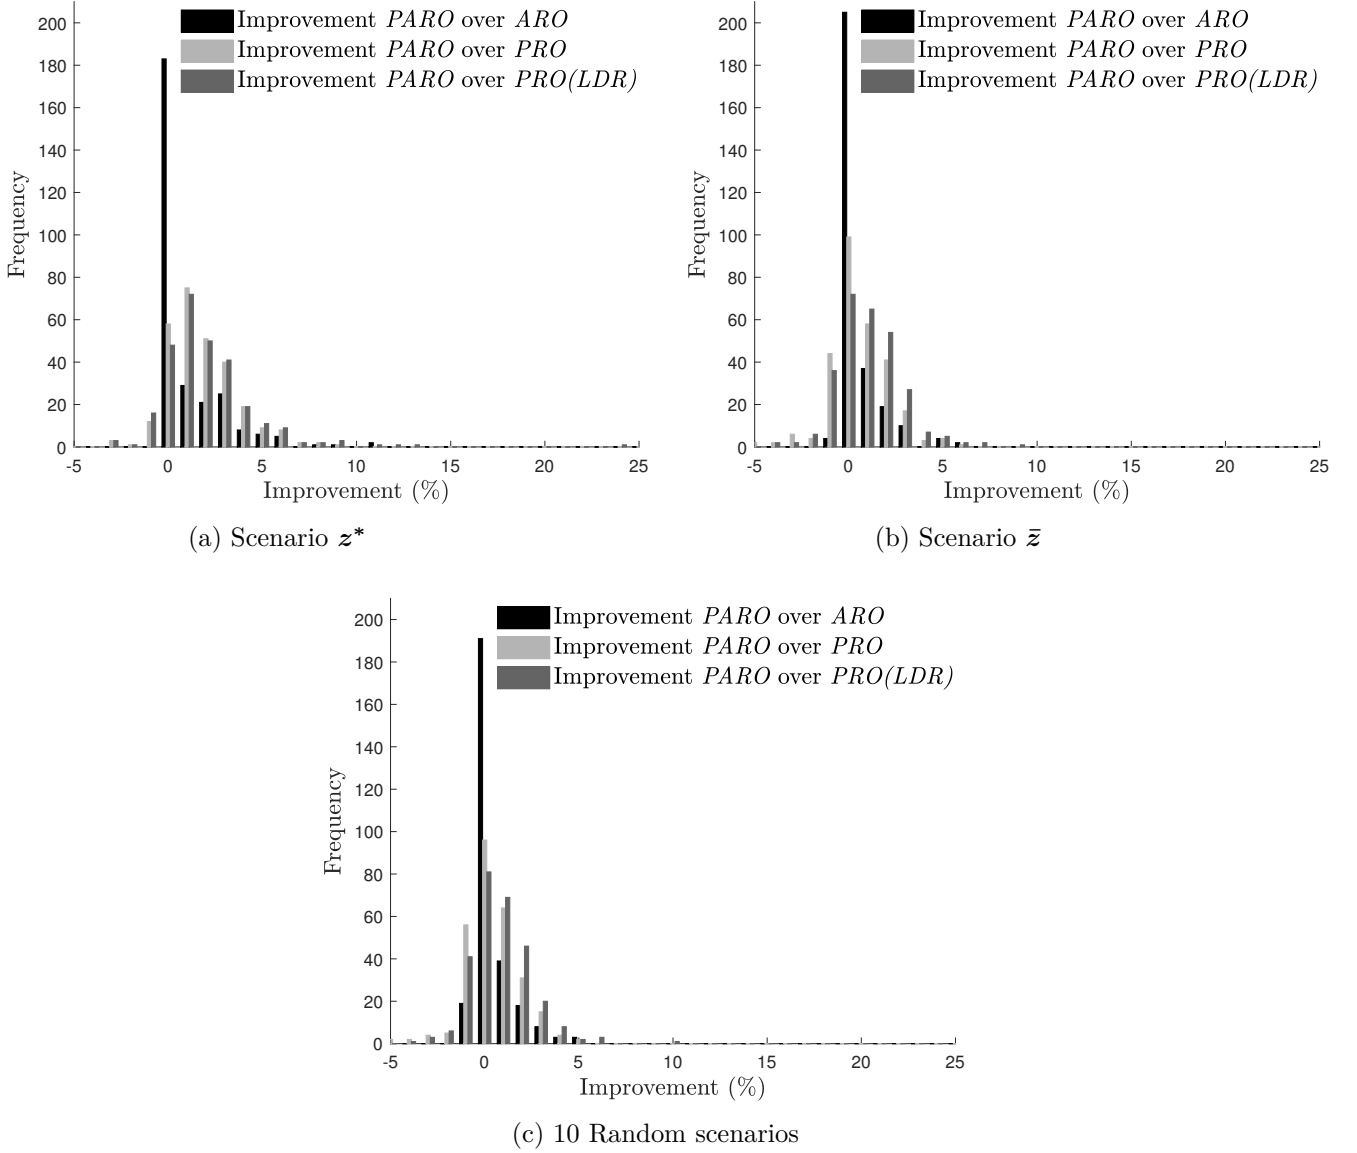 Improvement PARO over ARO
Improvement PARO over PRO
Improvement PARO over PRO(LDR)
200
180
160
140
120
100
80
60
40
20
0
Frequency
-5 0 5 10 15 20 25
Improvement (%)
(a) Scenario z*
Improvement PARO over ARO
Improvement PARO over PRO
Improvement PARO over PRO(LDR)
200
180
160
140
120
100
80
60
40
20
0
Frequency
-5 0 5 10 15 20 25
Improvement (%)
(b) Scenario z̄
Improvement PARO over ARO
Improvement PARO over PRO
Improvement PARO over PRO(LDR)
200
180
160
140
120
100
80
60
40
20
0
Frequency
-5 0 5 10 15 20 25
Improvement (%)
(c) 10 Random scenarios